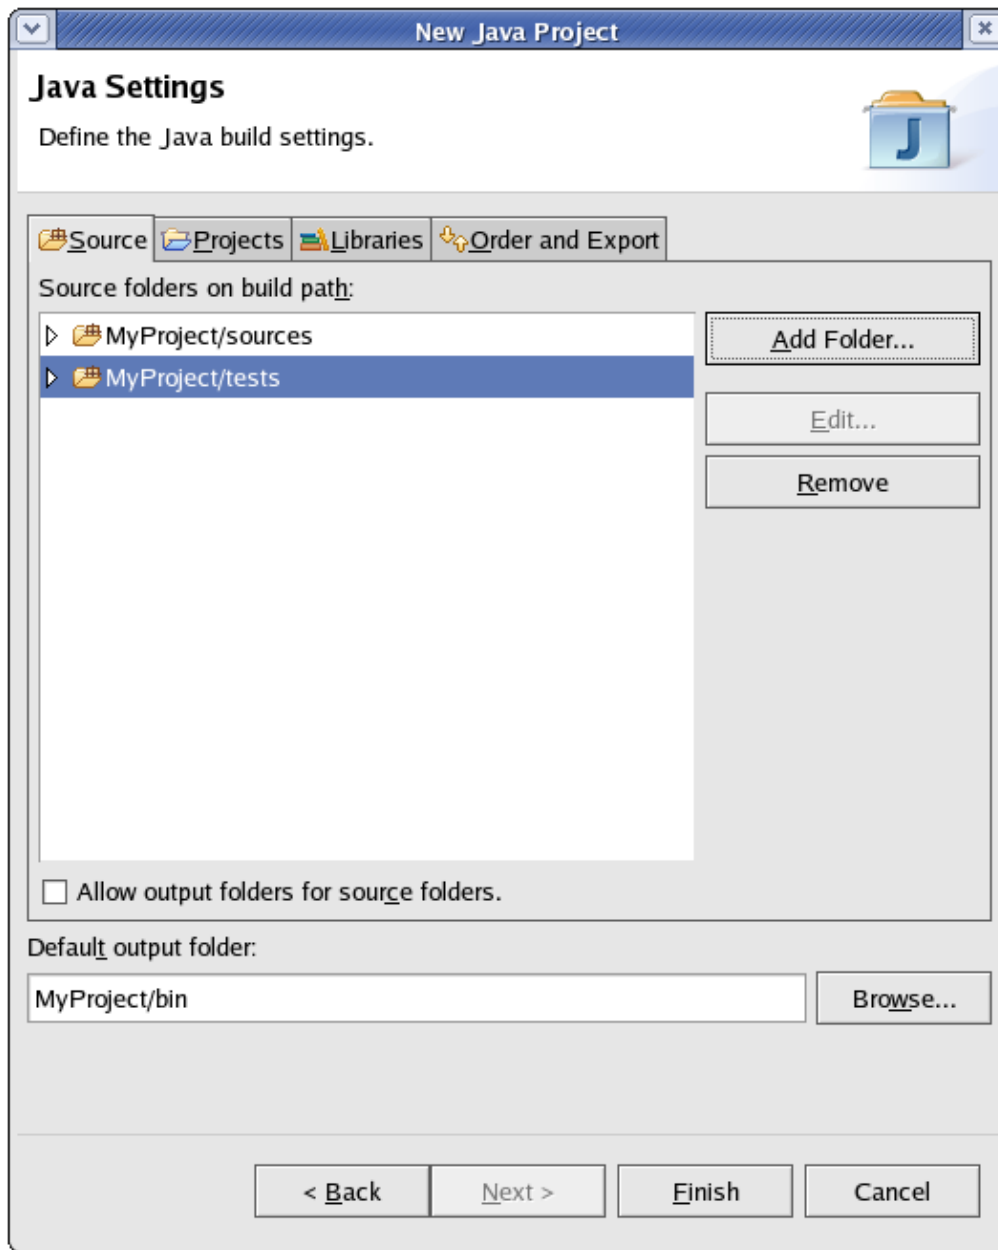 New Java Project
Java Settings
Define the Java build settings.
J
Source Projects Libraries Order and Export
Source folders on build path:
MyProject/sources
Add Folder...
MyProject/tests
Edit...
Remove
Allow output folders for source folders.
Default output folder:
MyProject/bin
Browse...
< Back Next > Finish Cancel